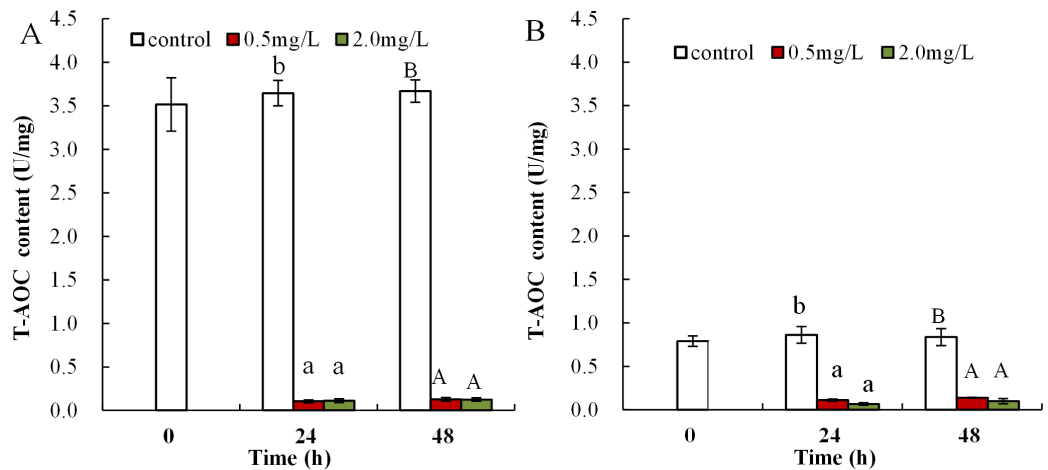 A
4.5
4.0
3.5
3.0
2.5
2.0
1.5
1.0
0.5
0.0
T-AOC content (U/mg)
control 0.5mg/L 2.0mg/L
b B
a a A A
0 24 48
Time (h)
B
4.5
4.0
3.5
3.0
2.5
2.0
1.5
1.0
0.5
0.0
T-AOC content (U/mg)
control 0.5mg/L 2.0mg/L
b B
a a A A
0 24 48
Time (h)